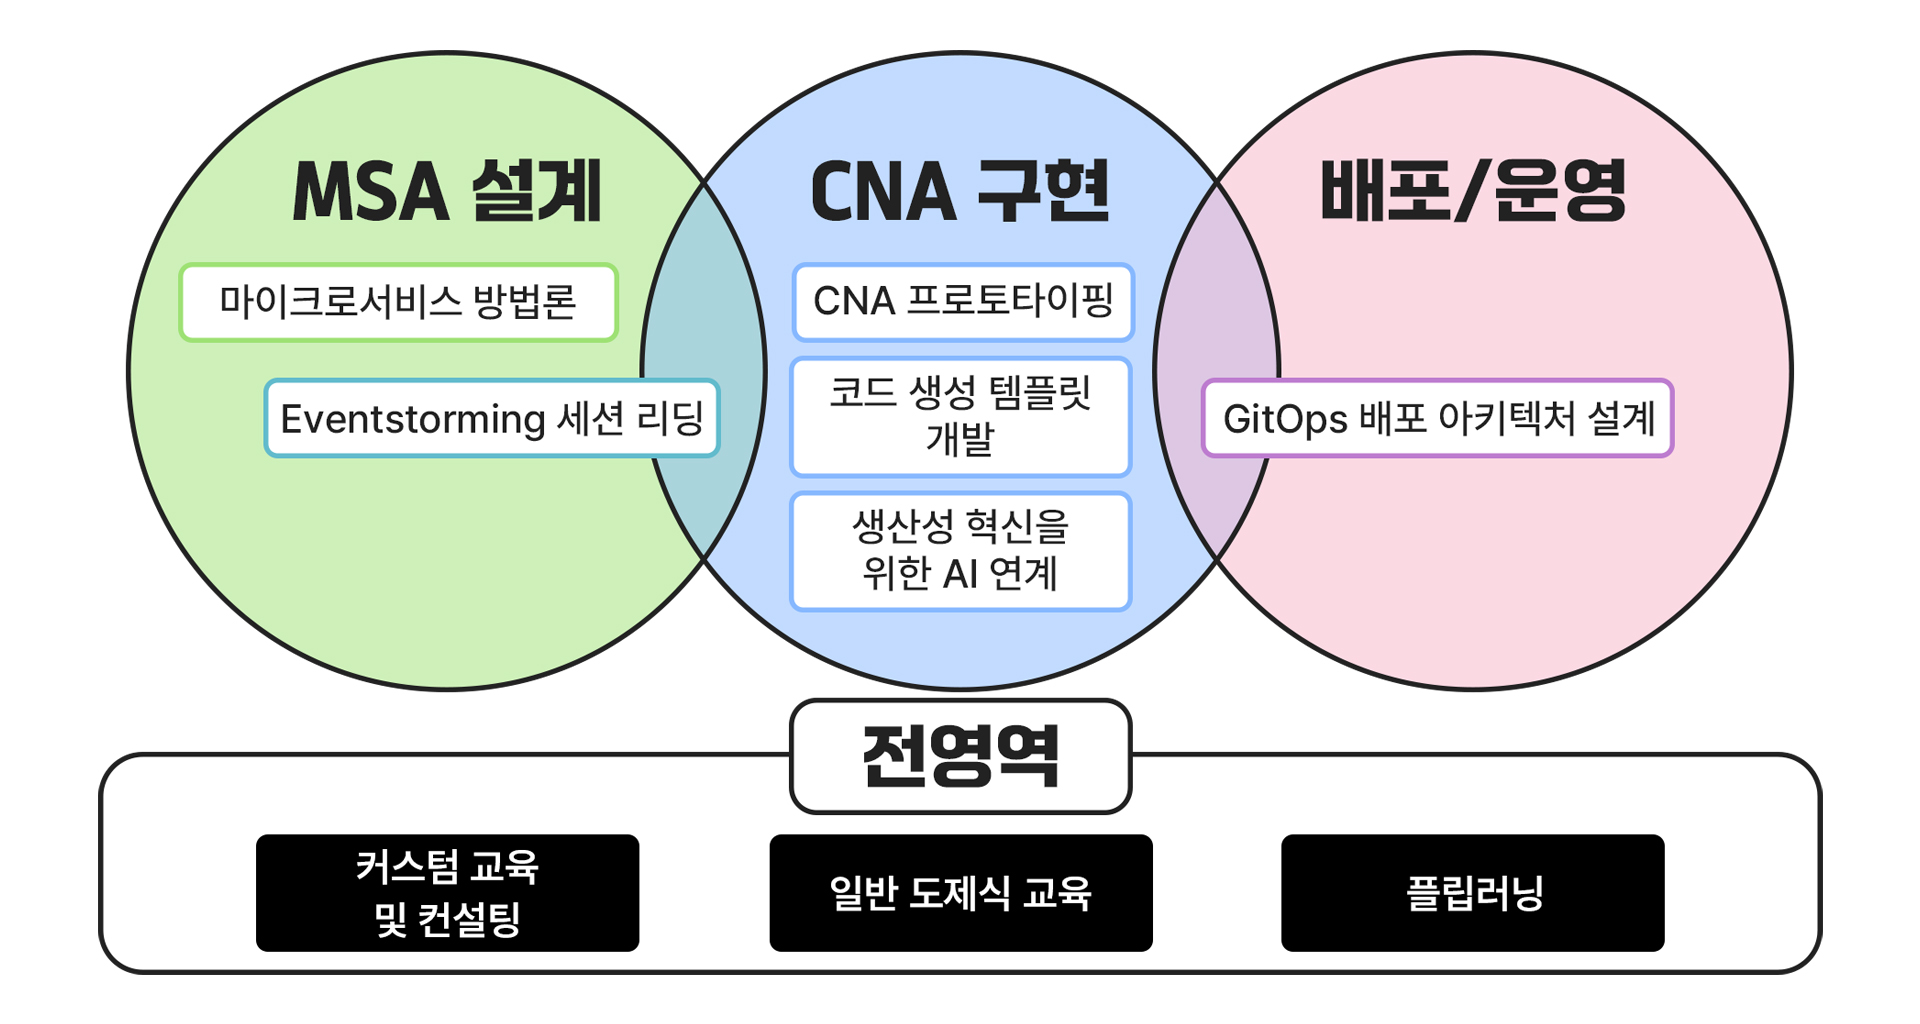 MSA 설계
마이크로서비스 방법론
Eventstorming 세션 리딩
CNA 구현
CNA 프로토타이핑
코드 생성 템플릿
개발
생산성 혁신을
위한 AI 연계
배포/운영
GitOps 배포 아키텍처 설계
전영역
커스텀 교육
및 컨설팅
일반 도제식 교육
플립러닝